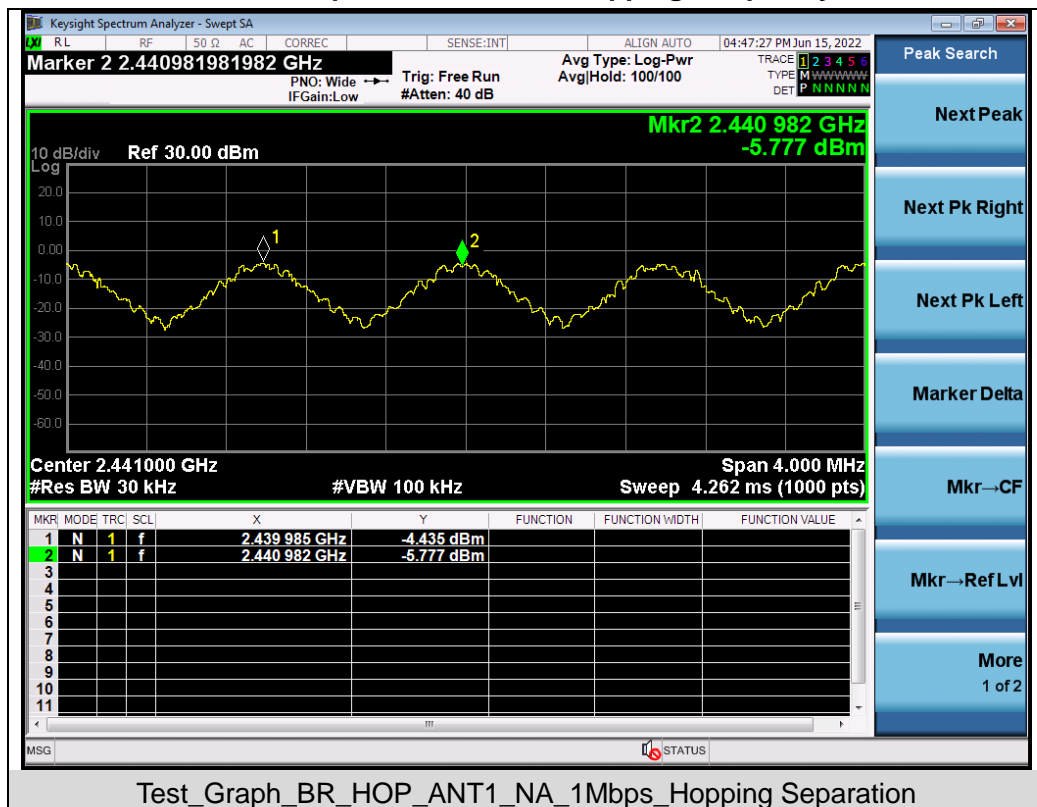 Keysight Spectrum Analyzer - Swept SA
LXI RL RF 50 Ω AC CORREC SENSE:INT ALIGN AUTO 04:47:27 PM Jun 15, 2022
Marker 2 2.440981981982 GHz
PNO: Wide
IFGain:Low
Trig: Free Run
#Atten: 40 dB
Avg Type: Log-Pwr
Avg|Hold: 100/100
TRACE 1 2 3 4 5 6
TYPE M WWWWW
DET P N N N N N
Mkr2 2.440 982 GHz
-5.777 dBm
10 dB/div Ref 30.00 dBm
Log
20.0
10.0
0.00
-10.0
-20.0
-30.0
-40.0
-50.0
-60.0
1
2
Center 2.441000 GHz Span 4.000 MHz
#Res BW 30 kHz #VBW 100 kHz Sweep 4.262 ms (1000 pts)
MKR MODE TRC SCL X Y FUNCTION FUNCTION WIDTH FUNCTION VALUE
1 N 1 f 2.439 985 GHz -4.435 dBm
2 N 1 f 2.440 982 GHz -5.777 dBm
3
4
5
6
7
8
9
10
11
MSG STATUS
Peak Search
Next Peak
Next Pk Right
Next Pk Left
Marker Delta
Mkr→CF
Mkr→Ref Lvl
More
1 of 2
Test_Graph_BR_HOP_ANT1_NA_1Mbps_Hopping Separation